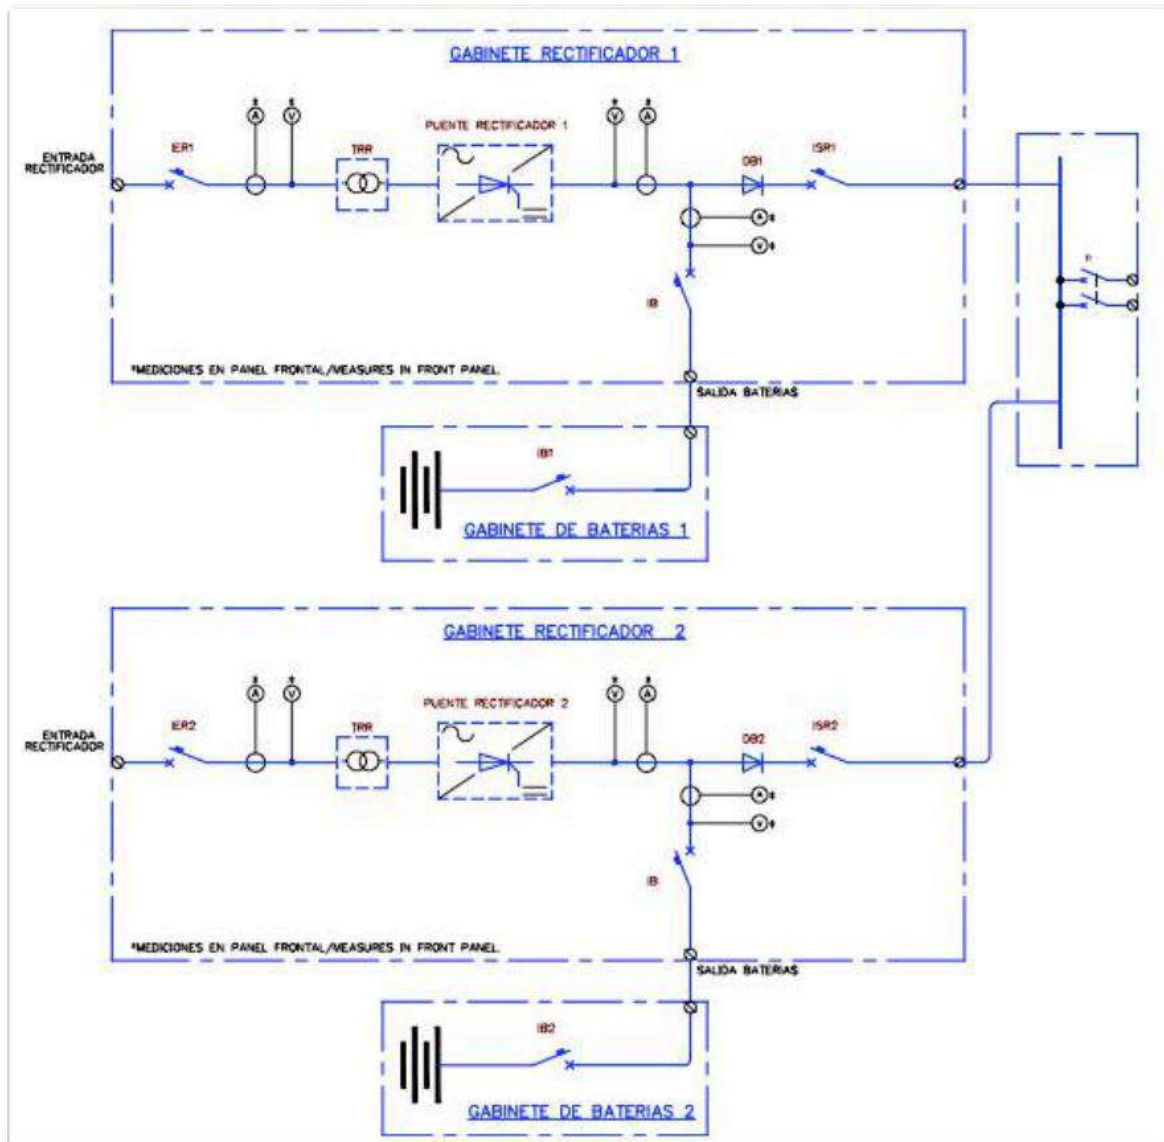 GABINETE RECTIFICADOR 1
* * * *
A V V A
PUENTE RECTIFICADOR 1
IER1 TRR DB1 ISR1
ENTRADA
RECTIFICADOR
A*
V*
IB
*MEDICIONES EN PANEL FRONTAL/MEASURES IN FRONT PANEL.
SALIDA BATERIAS
IB1
GABINETE DE BATERIAS 1
GABINETE RECTIFICADOR 2
* * * *
A V V A
PUENTE RECTIFICADOR 2
IER2 TRR DB2 ISR2
ENTRADA
RECTIFICADOR
A*
V*
IB
*MEDICIONES EN PANEL FRONTAL/MEASURES IN FRONT PANEL.
SALIDA BATERIAS
IB2
GABINETE DE BATERIAS 2